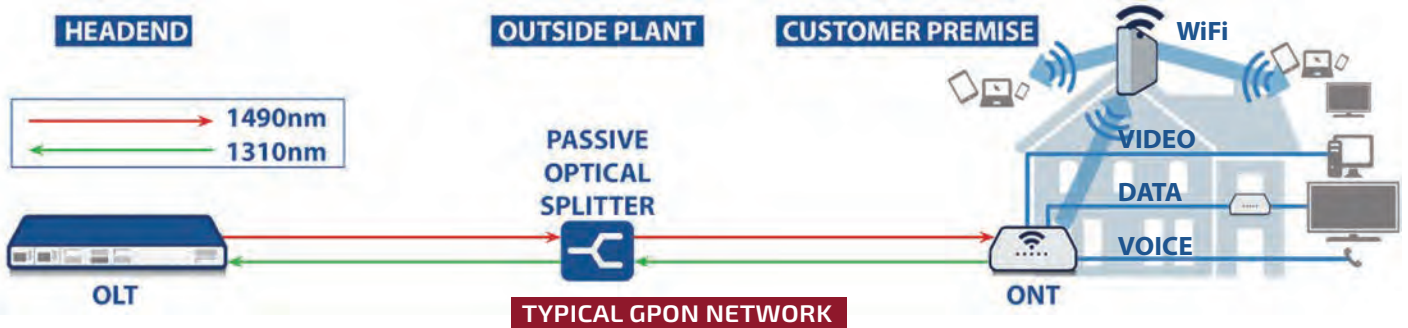 HEADEND
OUTSIDE PLANT
CUSTOMER PREMISE
WiFi
1490nm
1310nm
PASSIVE
OPTICAL
SPLITTER
VIDEO
DATA
VOICE
OLT
ONT
TYPICAL GPON NETWORK